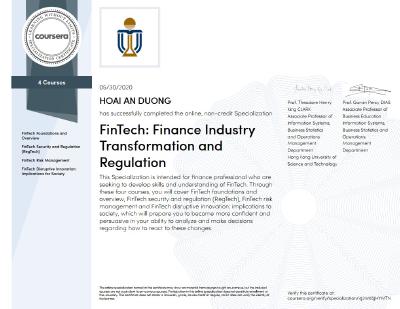 coursera
4 Courses
FinTech Foundations and
Overview
FinTech Security and Regulation
(RegTech)
FinTech Risk Management
FinTech Disruptive Innovation:
Implications for Society
05/30/2020
HOAI AN DUONG
has successfully completed the online, non-credit Specialization
FinTech: Finance Industry
Transformation and
Regulation
This Specialization is intended for finance professional who are
seeking to develop skills and understanding of FinTech. Through
these four courses, you will cover FinTech foundations and
overview, FinTech security and regulation (RegTech), FinTech risk
management and FinTech disruptive innovation: implications to
society, which will prepare you to become more confident and
persuasive in your ability to analyze and make decisions
regarding how to react to these changes.
Prof. Theodore Henry
King CLARK
Associate Professor of
Information Systems,
Business Statistics
and Operations
Management
Department
Hong Kong University of
Science and Technology
Associate Professor of
Business Education
Information Systems,
Business Statistics and
Operations
Management
Department
Verify this certificate at:
coursera.org/verify/specialization/